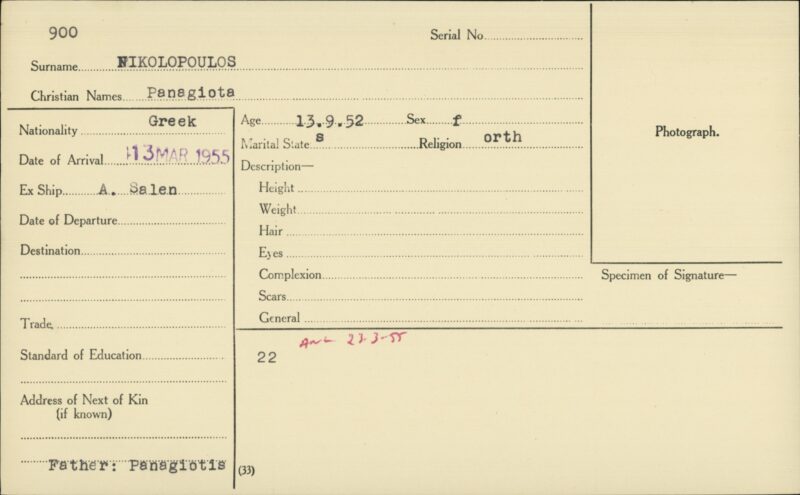 900
Serial No.
Surname NIKOLOPOULOS
Christian Names Panagiota
Nationality Greek
Date of Arrival 13 MAR 1955
Ex Ship A. Salen
Date of Departure
Destination
Trade
Standard of Education
Address of Next of Kin
(if known)
Father: Panagiotis
Age 13.9.52 Sex f
Marital State s Religion orth
Description—
Height
Weight
Hair
Eyes
Complexion
Scars
General
Photograph.
Specimen of Signature—
23-3-55
22
(33)